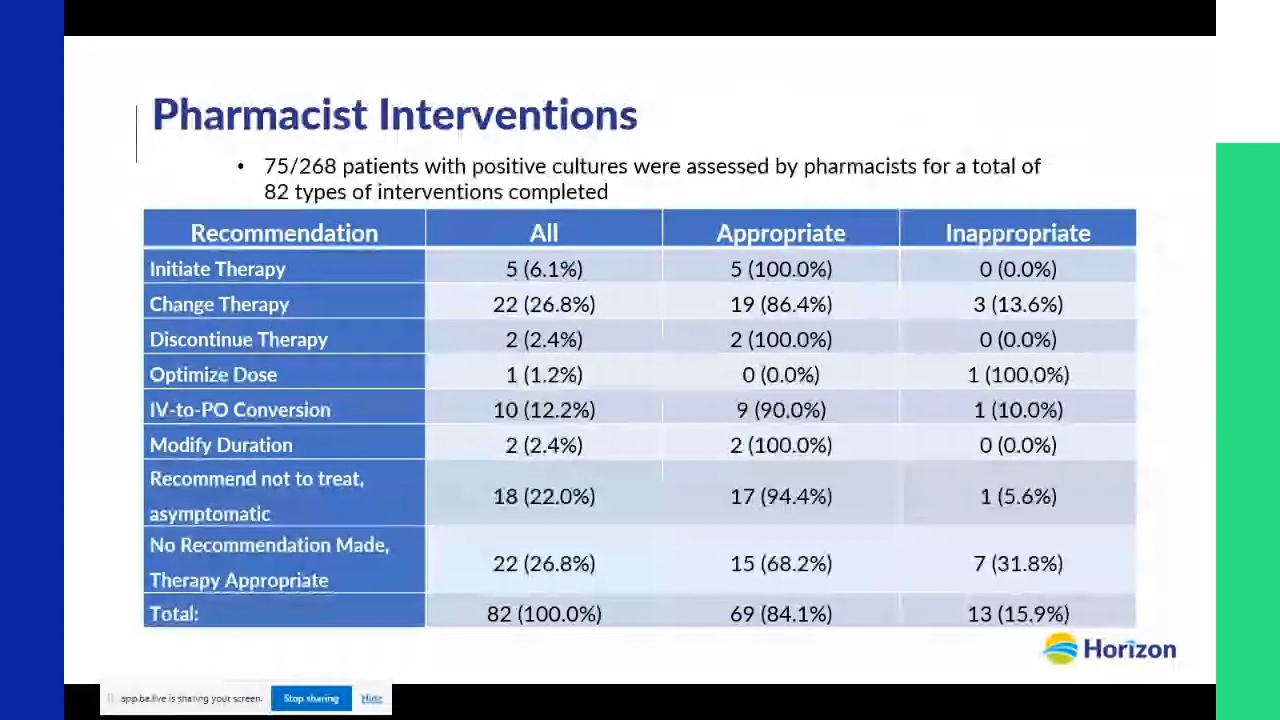 Pharmacist Interventions
• 75/268 patients with positive cultures were assessed by pharmacists for a total of
82 types of interventions completed
Recommendation All Appropriate Inappropriate
Initiate Therapy 5 (6.1%) 5 (100.0%) 0 (0.0%)
Change Therapy 22 (26.8%) 19 (86.4%) 3 (13.6%)
Discontinue Therapy 2 (2.4%) 2 (100.0%) 0 (0.0%)
Optimize Dose 1 (1.2%) 0 (0.0%) 1 (100.0%)
IV-to-PO Conversion 10 (12.2%) 9 (90.0%) 1 (10.0%)
Modify Duration 2 (2.4%) 2 (100.0%) 0 (0.0%)
Recommend not to treat,
asymptomatic 18 (22.0%) 17 (94.4%) 1 (5.6%)
No Recommendation Made,
Therapy Appropriate 22 (26.8%) 15 (68.2%) 7 (31.8%)
Total: 82 (100.0%) 69 (84.1%) 13 (15.9%)
Horizon
app.be.live is sharing your screen. Stop sharing Hide